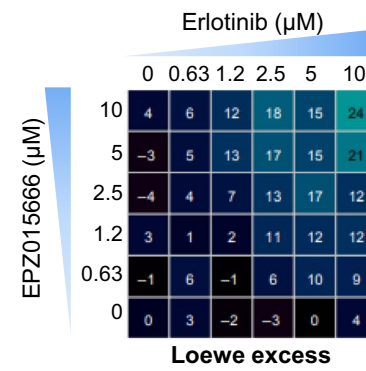 Erlotinib (μM)
0 0.63 1.2 2.5 5 10
EPZ015666 (μM)
10 4 6 12 18 15 24
5 –3 5 13 17 15 21
2.5 –4 4 7 13 17 12
1.2 3 1 2 11 12 12
0.63 –1 6 –1 6 10 9
0 0 3 –2 –3 0 4
Loewe excess